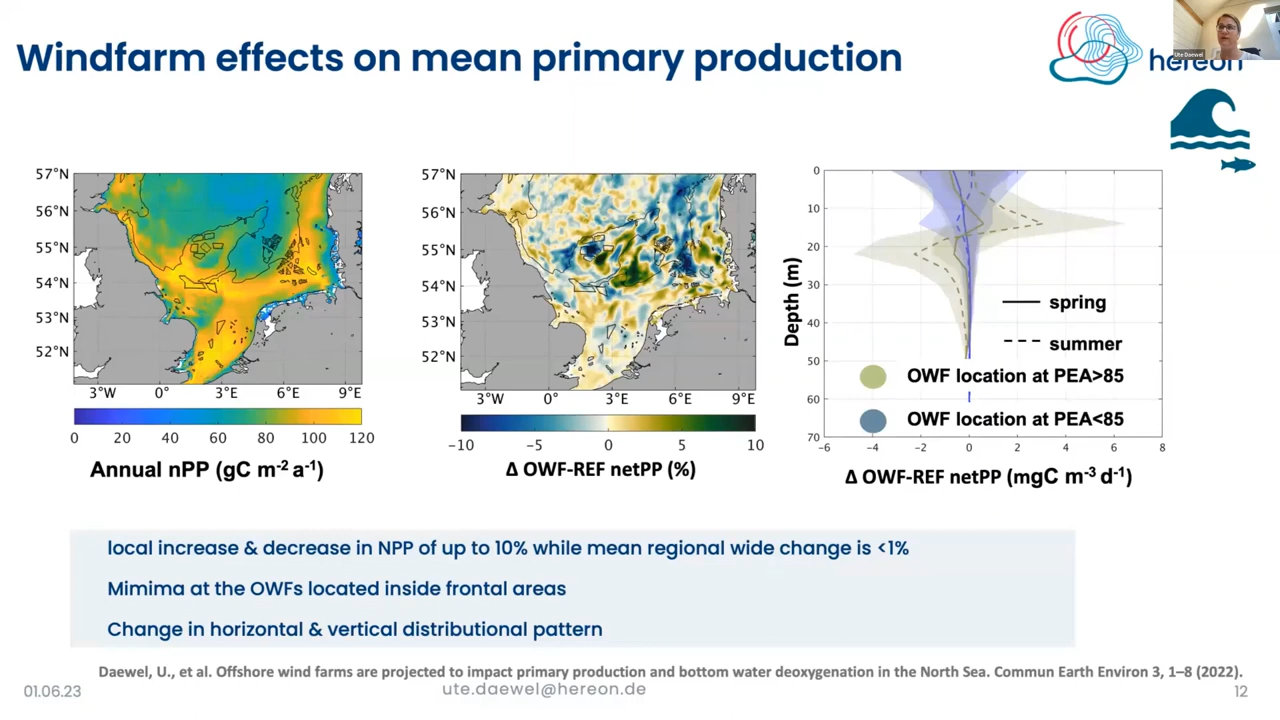 Windfarm effects on mean primary production
hereon
Ute Daewel
57°N
56°N
55°N
54°N
53°N
52°N
3°W
0°
3°E
6°E
9°E
0
20
40
60
80
100
120
Annual nPP (gC m-2 a-1)
57°N
56°N
55°N
54°N
53°N
52°N
3°W
0°
3°E
6°E
9°E
−10
−5
0
5
10
Δ OWF-REF netPP (%)
Depth (m)
0
10
20
30
40
50
60
70
spring
summer
OWF location at PEA>85
OWF location at PEA<85
-6
-4
-2
0
2
4
6
8
Δ OWF-REF netPP (mgC m-3 d-1)
local increase & decrease in NPP of up to 10% while mean regional wide change is <1%
Mimima at the OWFs located inside frontal areas
Change in horizontal & vertical distributional pattern
Daewel, U., et al. Offshore wind farms are projected to impact primary production and bottom water deoxygenation in the North Sea. Commun Earth Environ 3, 1–8 (2022).
01.06.23
ute.daewel@hereon.de
12